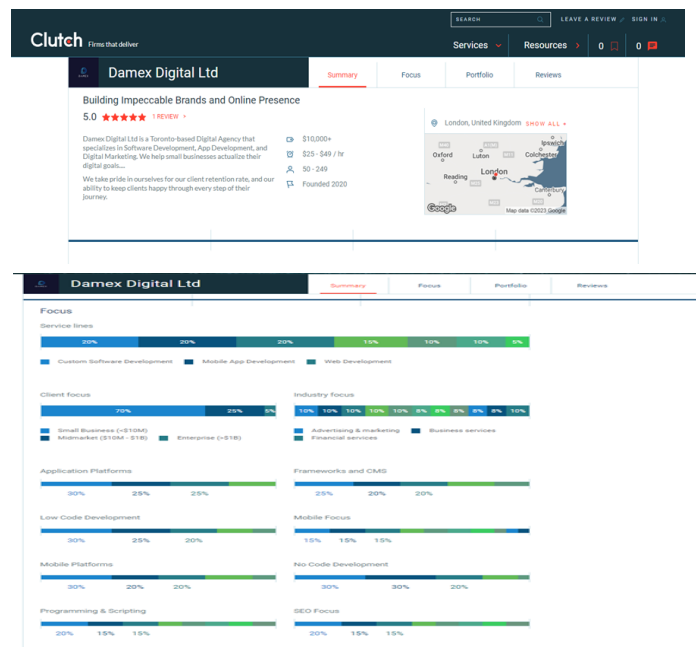 SEARCH
LEAVE A REVIEW
SIGN IN
Clutch Firms that deliver
Services
Resources
0
0
Damex Digital Ltd
Summary
Focus
Portfolio
Reviews
Building Impeccable Brands and Online Presence
5.0 1 REVIEW
Damex Digital Ltd is a Toronto-based Digital Agency that
specializes in Software Development, App Development, and
Digital Marketing. We help small businesses actualize their
digital goals....
We take pride in ourselves for our client retention rate, and our
ability to keep clients happy through every step of their
journey.
$10,000+
$25 - $49 / hr
50 - 249
Founded 2020
London, United Kingdom SHOW ALL +
Ipswich
Oxford
Luton
Colchester
Reading
London
Canterbury
Google
Map data ©2023 Google
Damex Digital Ltd
Summary
Focus
Portfolio
Reviews
Focus
Service lines
20% 20% 20% 15% 10% 10% 5%
Custom Software Development Mobile App Development Web Development
Client focus
70% 25% 5%
Small Business (<$10M)
Midmarket ($10M - $1B) Enterprise (>$1B)
Industry focus
10% 10% 10% 10% 10% 8% 8% 8% 8% 8% 10%
Advertising & marketing Business services
Financial services
Application Platforms
30% 25% 25%
Frameworks and CMS
25% 20% 20%
Low Code Development
30% 25% 20%
Mobile Focus
15% 15% 15%
Mobile Platforms
30% 20% 20%
No-Code Development
30% 30% 20%
Programming & Scripting
20% 15% 15%
SEO Focus
20% 15% 15%